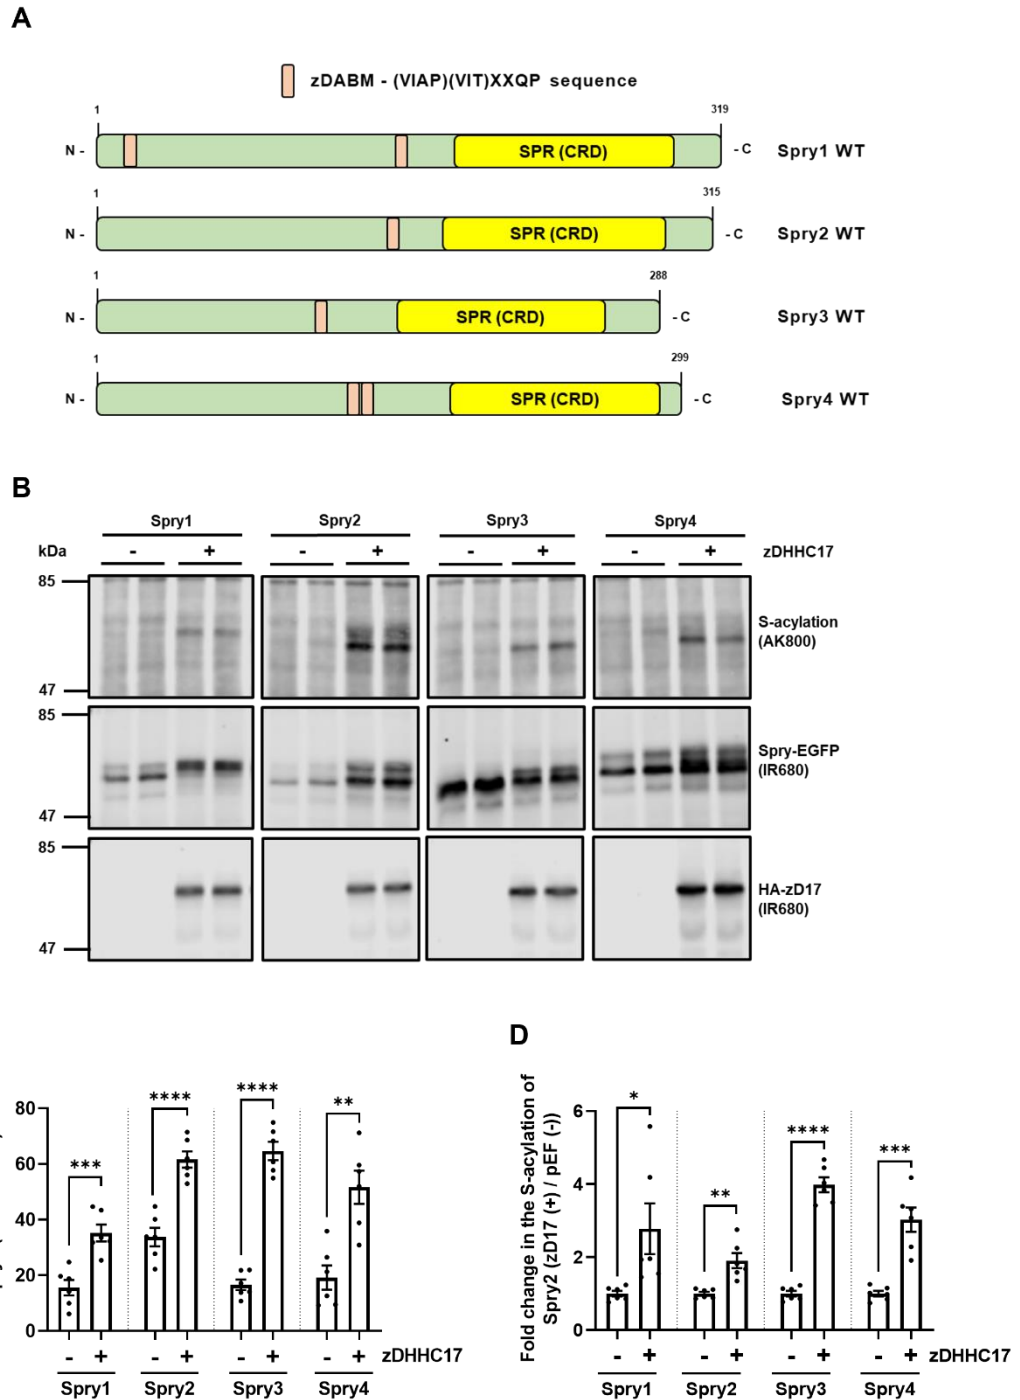 A
zDABM - (VIAP)(VIT)XXQP sequence
1 319
N - SPR (CRD) - C Spry1 WT
1 315
N - SPR (CRD) - C Spry2 WT
1 288
N - SPR (CRD) - C Spry3 WT
1 299
N - SPR (CRD) - C Spry4 WT
B
Spry1 Spry2 Spry3 Spry4
kDa - + - + - + - + zDHHC17
85
S-acylation
(AK800)
47
85
Spry-EGFP
(IR680)
47
85
HA-zD17
(IR680)
47
D
80
60
40
20
0
*** **** **** **
- + - + - + - + zDHHC17
Spry1 Spry2 Spry3 Spry4
Fold change in the S-acylation of
Spry2 (zD17 (+) / pEF (-))
6
4
2
0
* ** **** ***
- + - + - + - + zDHHC17
Spry1 Spry2 Spry3 Spry4